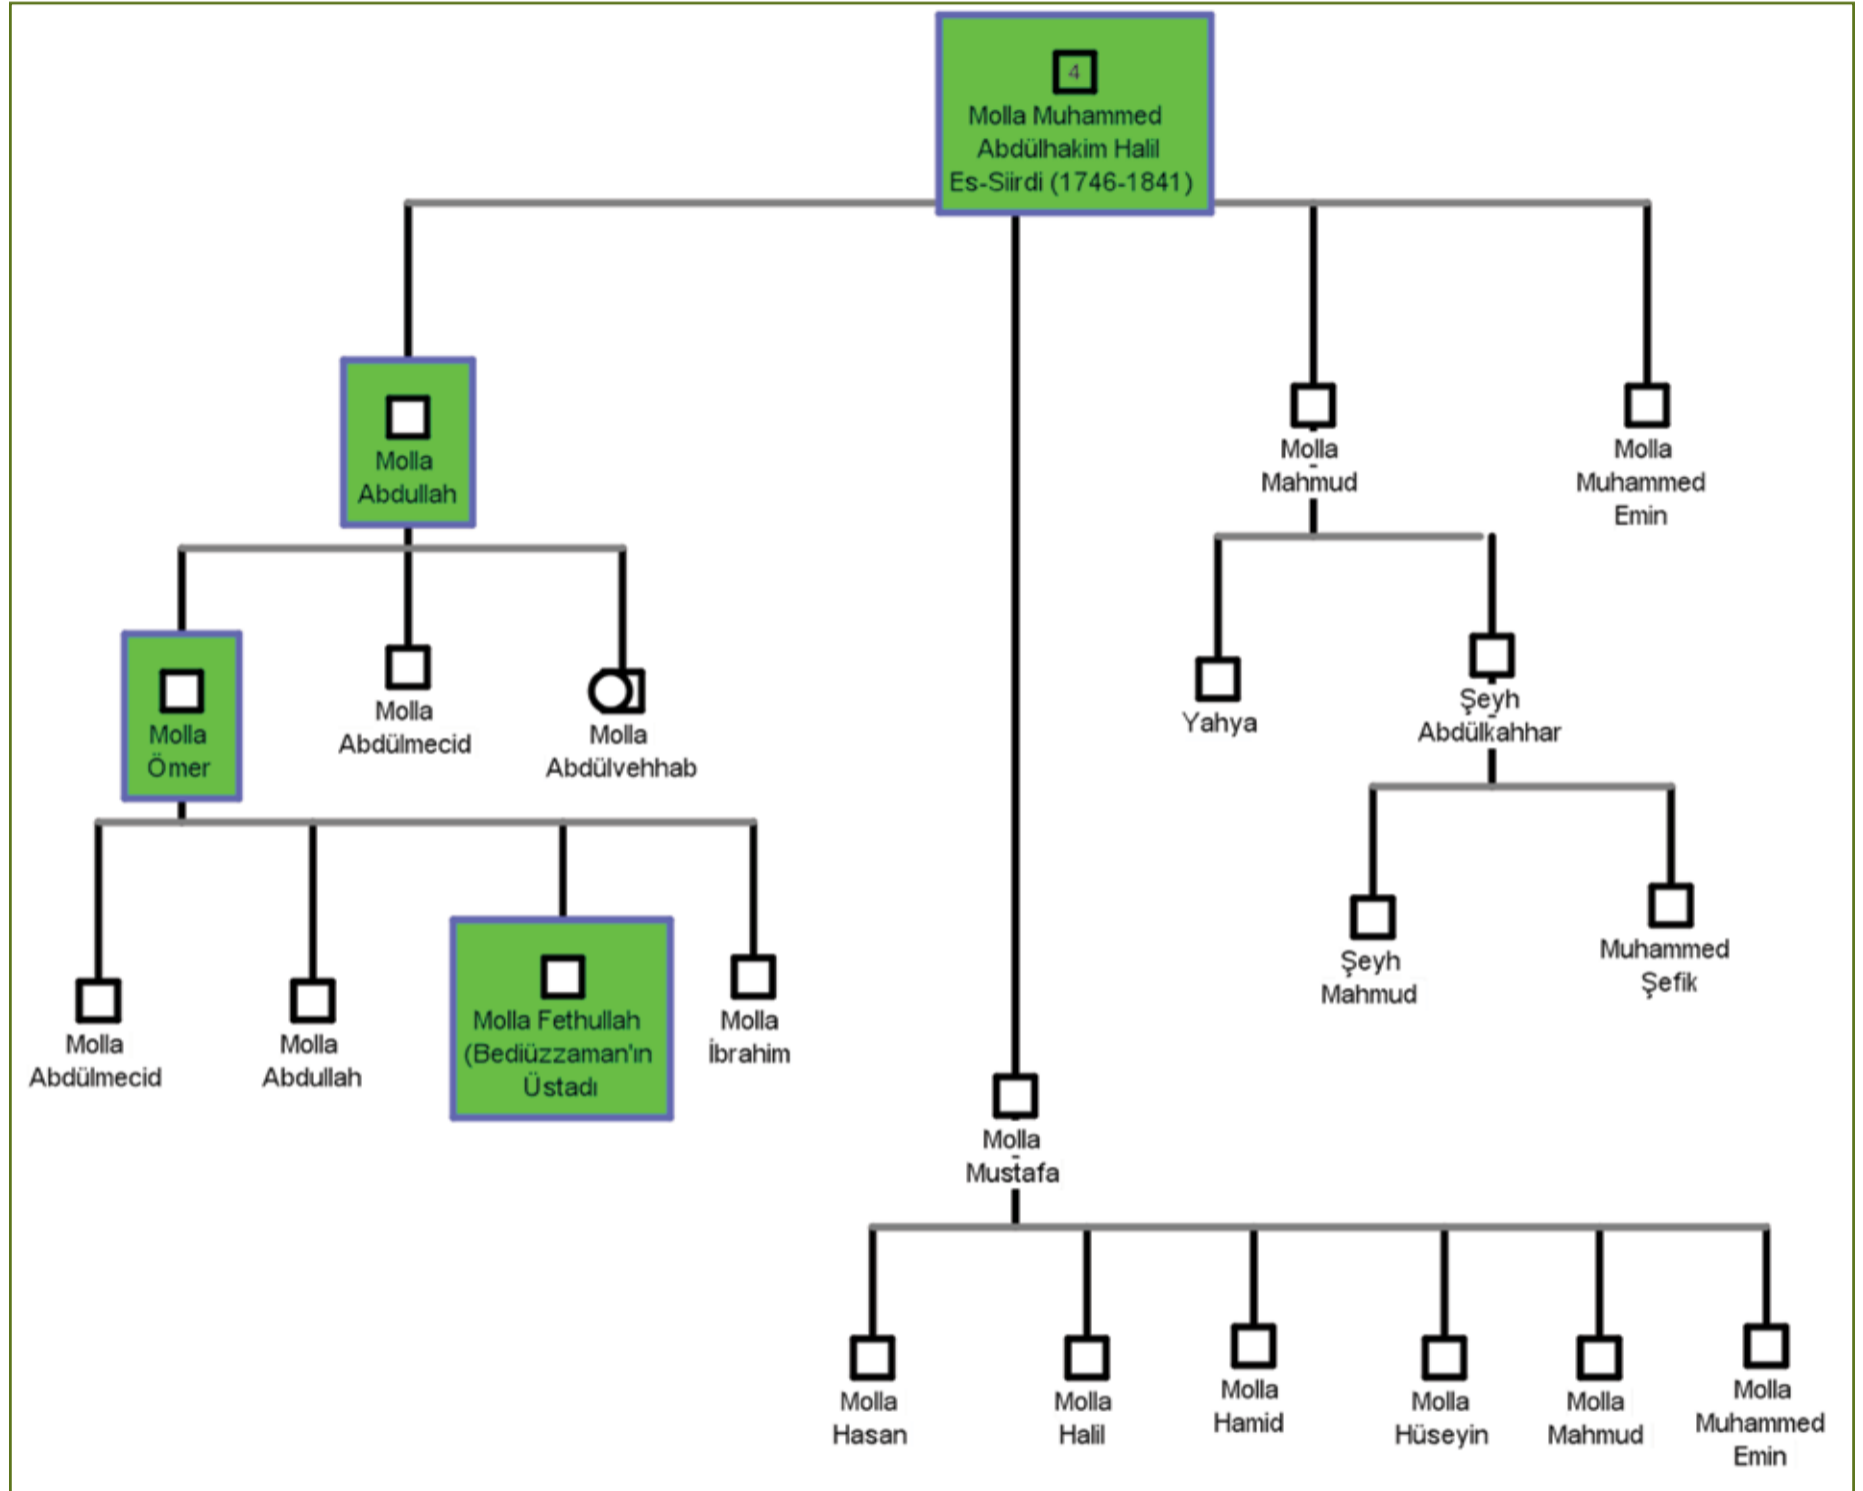 4
Molla Muhammed
Abdülhakim Halil
Es-Siirdi (1746-1841)
Molla
Abdullah
Molla
Mahmud
Molla
Muhammed
Emin
Molla
Ömer
Molla
Abdülmecid
Molla
Abdülvehhab
Yahya
Şeyh
Abdülkahhar
Molla
Abdülmecid
Molla
Abdullah
Molla Fethullah
(Bediüzzaman'ın
Üstadı
Molla
İbrahim
Şeyh
Mahmud
Muhammed
Şefik
Molla
Mustafa
Molla
Hasan
Molla
Halil
Molla
Hamid
Molla
Hüseyin
Molla
Mahmud
Molla
Muhammed
Emin